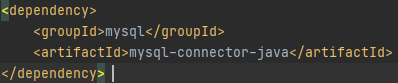 <dependency>
    <groupId>mysql</groupId>
    <artifactId>mysql-connector-java</artifactId>
</dependency>